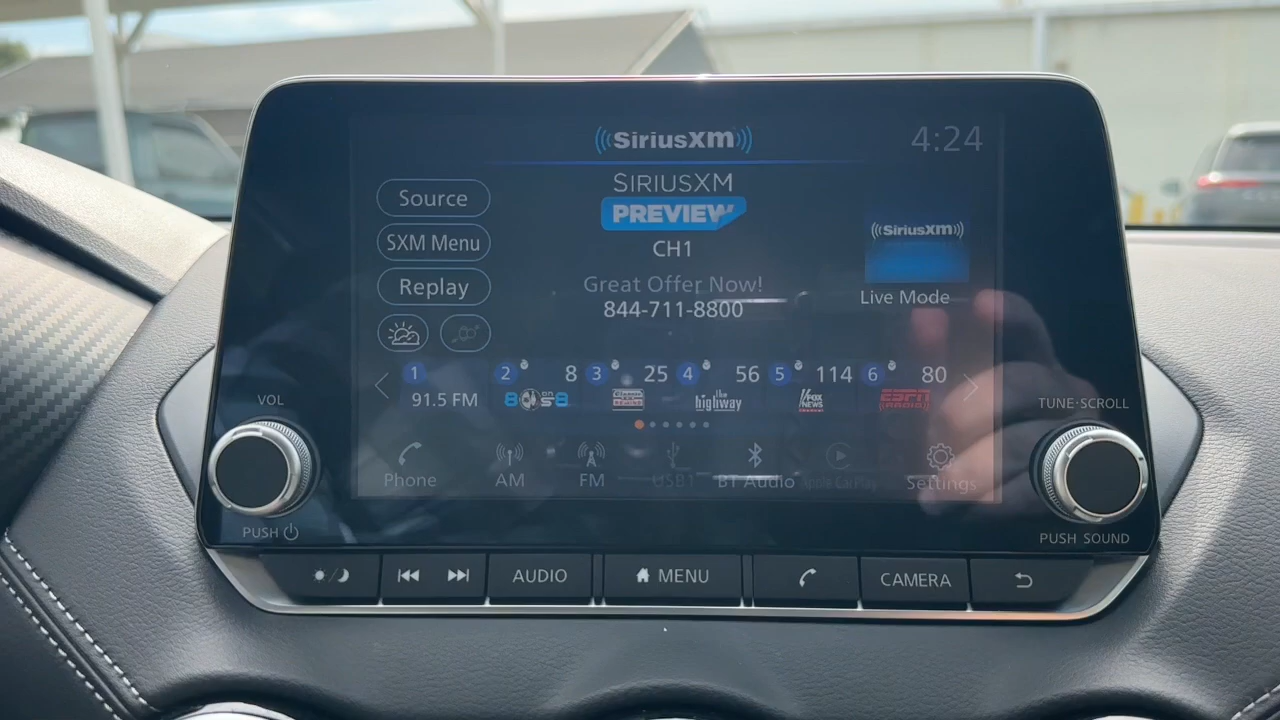 SiriusXM
4:24
Source
SIRIUSXM
PREVIEW
SXM Menu
CH1
SiriusXM
Replay
Great Offer Now!
844-711-8800
Live Mode
1 2 8 3 25 4 56 5 114 6 80
91.5 FM
8on8
the highway
FOX NEWS
ESPN RADIO
VOL
TUNE·SCROLL
Phone
AM
FM
USB1
BT Audio
Apple CarPlay
Settings
PUSH
PUSH SOUND
AUDIO
MENU
CAMERA